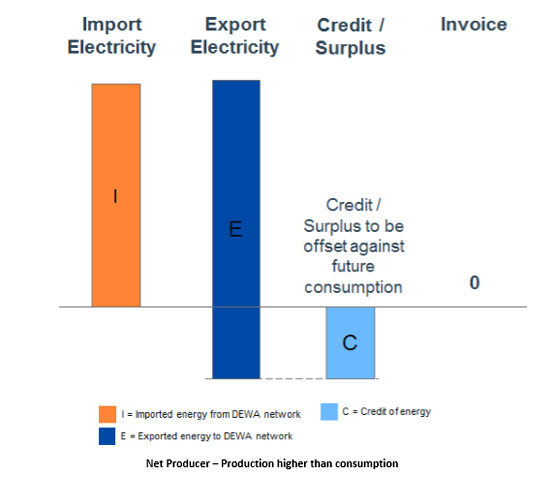 Import
Electricity
Export
Electricity
Credit /
Surplus
Invoice
I
E
Credit /
Surplus to be
offset against
future
consumption
0
C
I = Imported energy from DEWA network
C = Credit of energy
E = Exported energy to DEWA network
Net Producer – Production higher than consumption